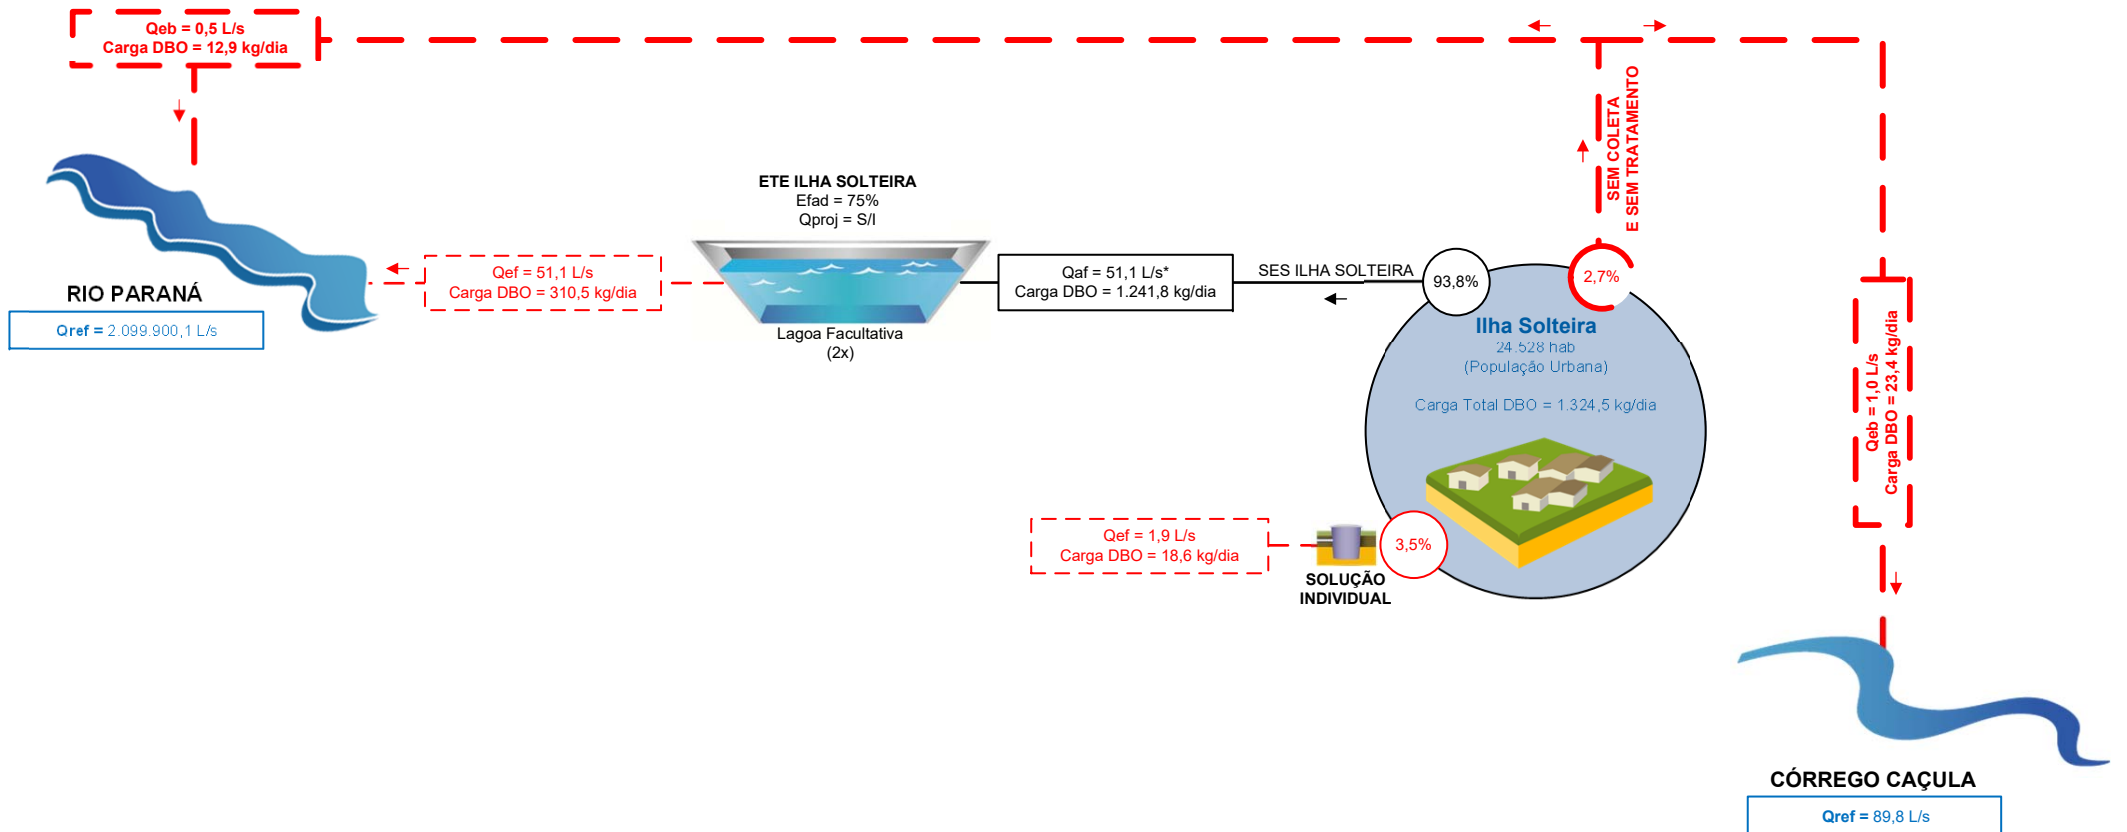 Qeb = 0,5 L/s
Carga DBO = 12,9 kg/dia
SEM COLETA
E SEM TRATAMENTO
ETE ILHA SOLTEIRA
Efad = 75%
Qproj = S/I
RIO PARANÁ
Qref = 2.099.900,1 L/s
Qef = 51,1 L/s
Carga DBO = 310,5 kg/dia
Lagoa Facultativa
(2x)
Qaf = 51,1 L/s*
Carga DBO = 1.241,8 kg/dia
SES ILHA SOLTEIRA
93,8%
2,7%
Ilha Solteira
24.528 hab
(População Urbana)
Carga Total DBO = 1.324,5 kg/dia
Qeb = 1,0 L/s
Carga DBO = 23,4 kg/dia
Qef = 1,9 L/s
Carga DBO = 18,6 kg/dia
3,5%
SOLUÇÃO
INDIVIDUAL
CÓRREGO CAÇULA
Qref = 89,8 L/s